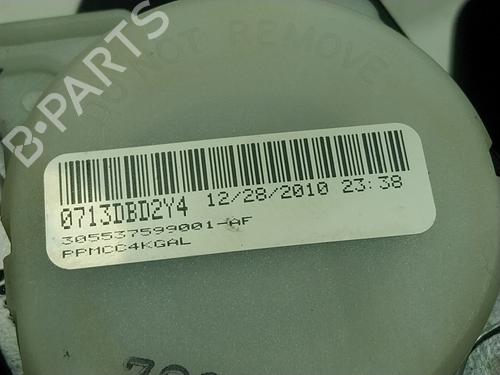 DO NOT REMOVE
B-PARTS
0713DBD2Y4 12/28/2010 23:38
305537599001-AF
PPMCC4KGAL